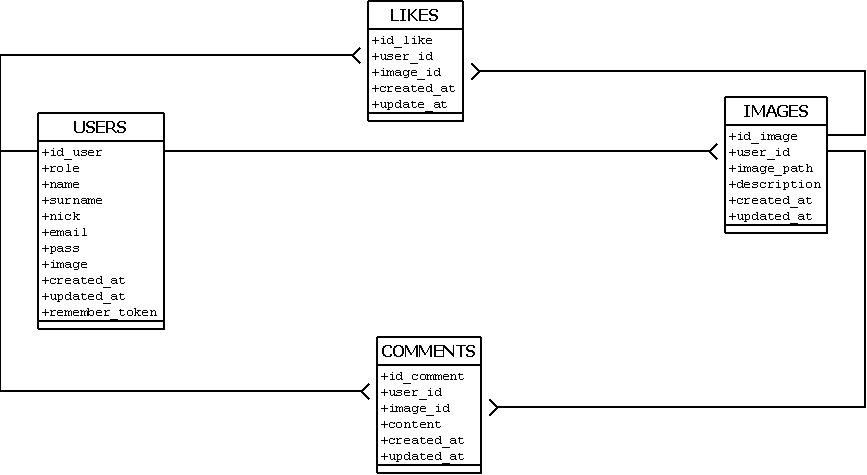 LIKES
+id_like
+user_id
+image_id
+created_at
+update_at
USERS
+id_user
+role
+name
+surname
+nick
+email
+pass
+image
+created_at
+updated_at
+remember_token
IMAGES
+id_image
+user_id
+image_path
+description
+created_at
+updated_at
COMMENTS
+id_comment
+user_id
+image_id
+content
+created_at
+updated_at